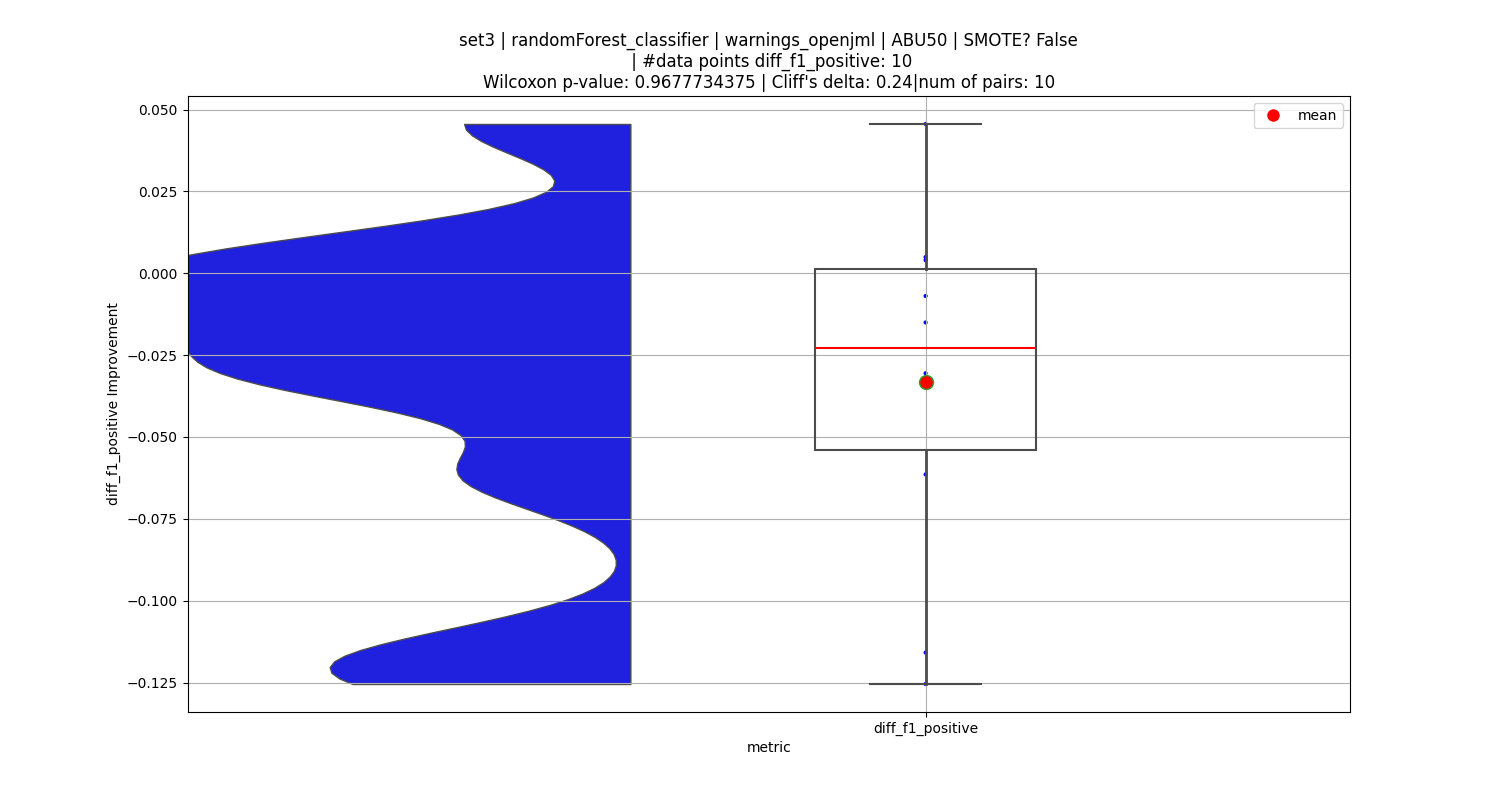 set3 | randomForest_classifier | warnings_openjml | ABU50 | SMOTE? False
| #data points diff_f1_positive: 10
Wilcoxon p-value: 0.9677734375 | Cliff's delta: 0.24|num of pairs: 10
mean
0.050
0.025
0.000
−0.025
−0.050
−0.075
−0.100
−0.125
diff_f1_positive Improvement
diff_f1_positive
metric